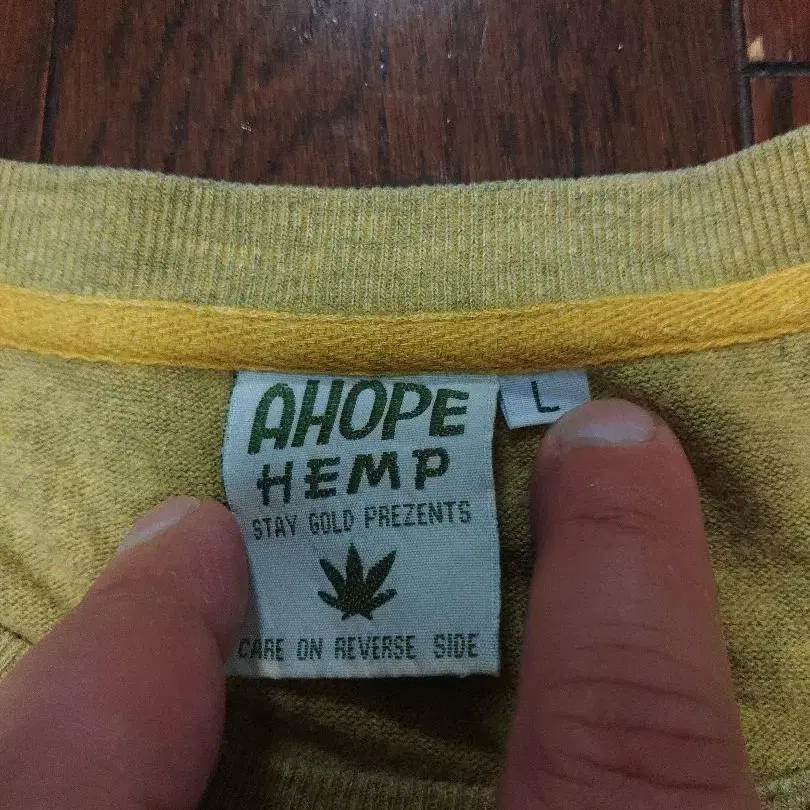 AHOPE
HEMP
STAY GOLD PREZENTS
CARE ON REVERSE SIDE
L